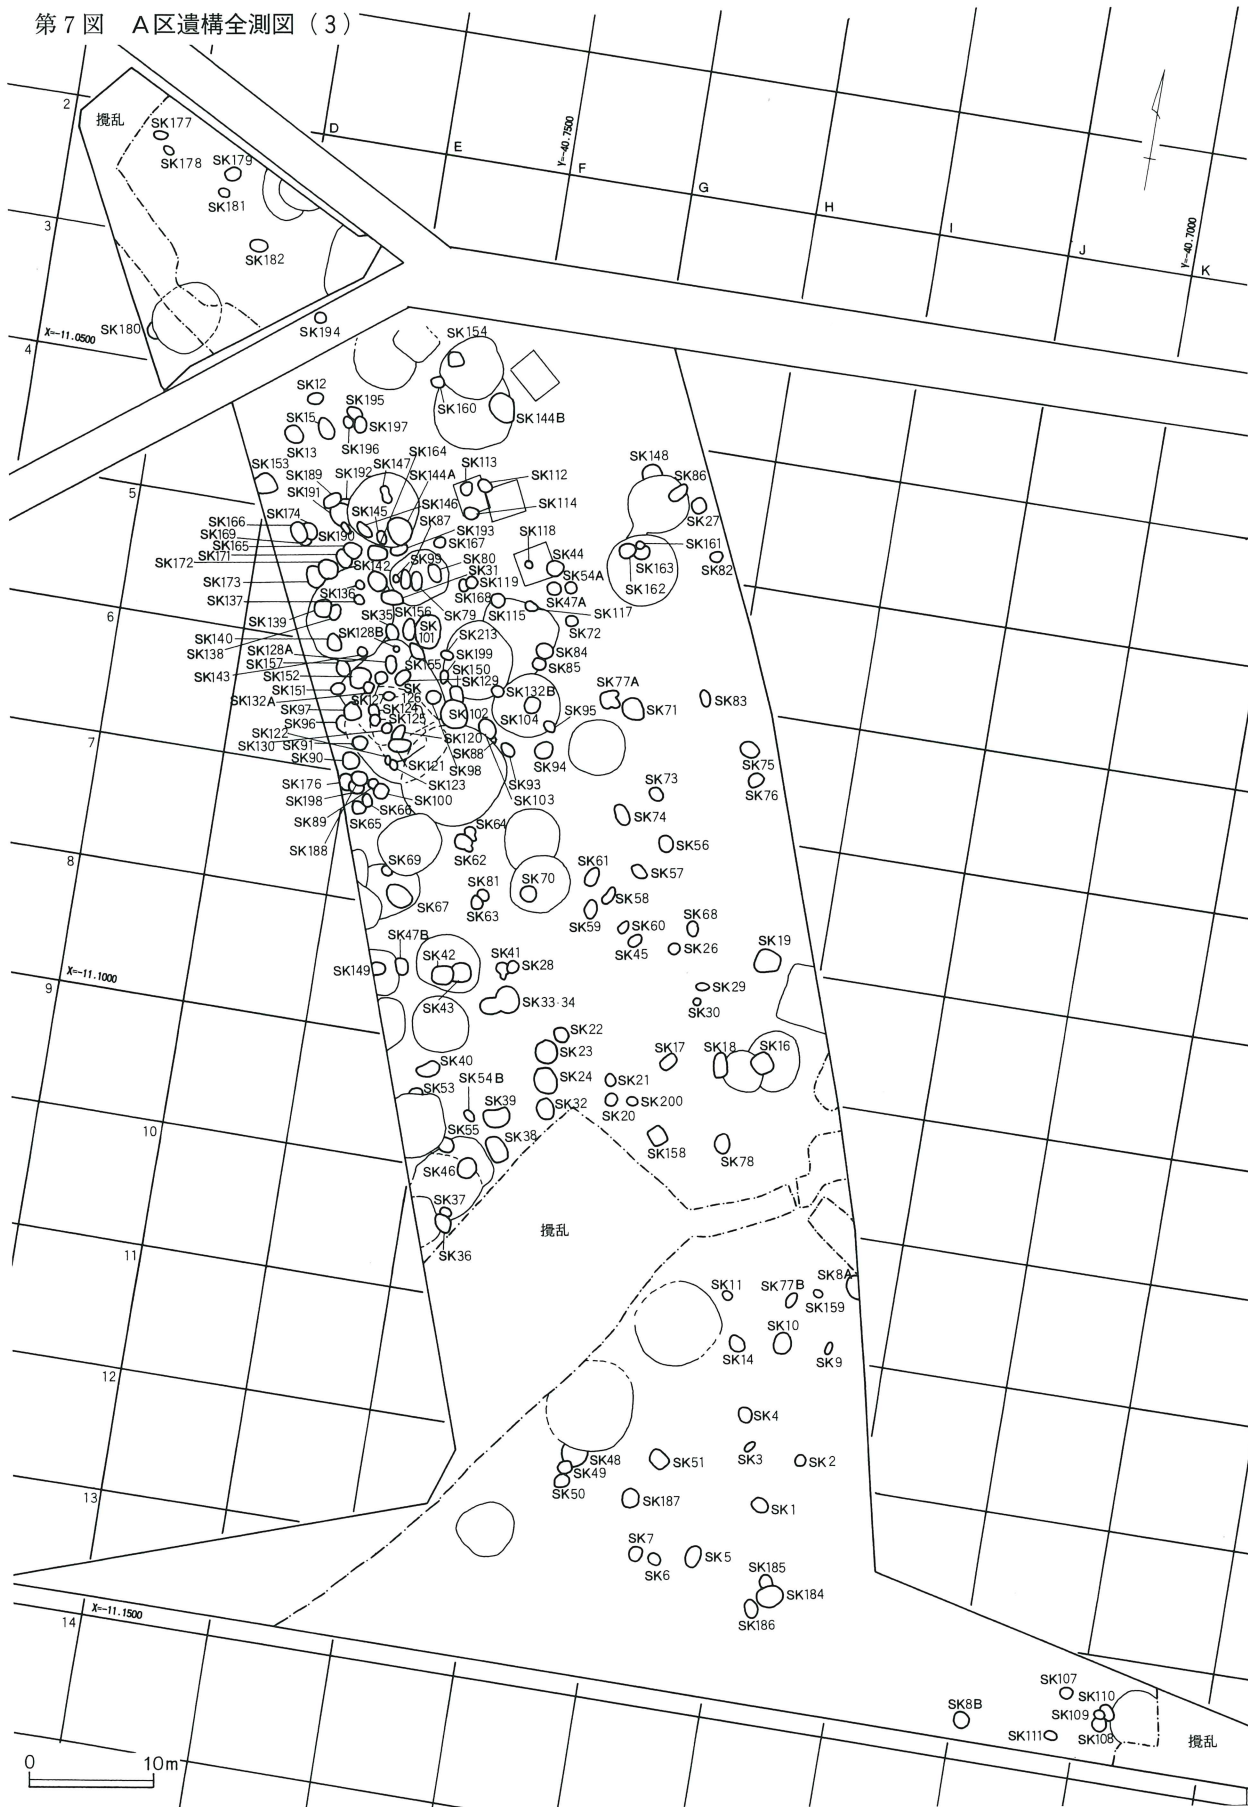 第7図　A区遺構全測図（3）
2
攪乱
SK177
SK178
SK179
SK181
D
E
Y=-40.7500
F
G
H
I
J
Y=-40.7000
K
3
SK182
SK180
X=-11.0500
4
SK194
SK154
SK12
SK195
SK160
SK15
SK197
SK144B
SK13
SK196
SK164
SK153
SK192
SK147
SK144A
SK113
SK112
SK148
SK86
SK189
SK191
5
SK145
SK146
SK114
SK27
SK174
SK87
SK166
SK169
SK190
SK193
SK118
SK161
SK165
SK167
SK44
SK163
SK171
SK99
SK80
SK82
SK172
SK142
SK31
SK54A
SK162
SK173
SK136
SK119
SK168
SK47A
SK137
SK156
SK79
SK115
SK117
6
SK139
SK35
SK
101
SK72
SK140
SK128B
SK213
SK138
SK128A
SK199
SK84
SK143
SK157
SK155
SK150
SK85
SK152
SK129
SK151
SK
126
SK132B
SK77A
SK83
SK132A
SK127
SK97
SK124
SK102
SK104
SK95
SK71
SK96
SK125
SK122
SK120
7
SK130
SK91
SK88
SK94
SK90
SK121
SK98
SK75
SK176
SK123
SK93
SK73
SK76
SK198
SK100
SK103
SK89
SK66
SK74
SK65
SK188
SK64
SK56
8
SK62
SK69
SK61
SK57
SK81
SK70
SK58
SK67
SK63
SK59
SK60
SK68
SK47B
SK45
SK26
SK19
SK42
SK41
SK28
SK149
X=-11.1000
9
SK29
SK43
SK33·34
SK30
SK22
SK23
SK17
SK18
SK16
SK40
SK24
SK21
SK54B
SK53
SK39
SK32
SK20
SK200
10
SK55
SK38
SK158
SK78
SK46
SK37
攪乱
SK36
11
SK11
SK77B
SK8A
SK159
SK10
SK14
SK9
12
SK4
SK48
SK51
SK3
SK2
SK49
SK50
13
SK187
SK1
SK7
SK5
SK6
SK185
SK184
SK186
X=-11.1500
14
SK107
SK8B
SK110
SK109
SK111
SK108
攪乱
0
10m